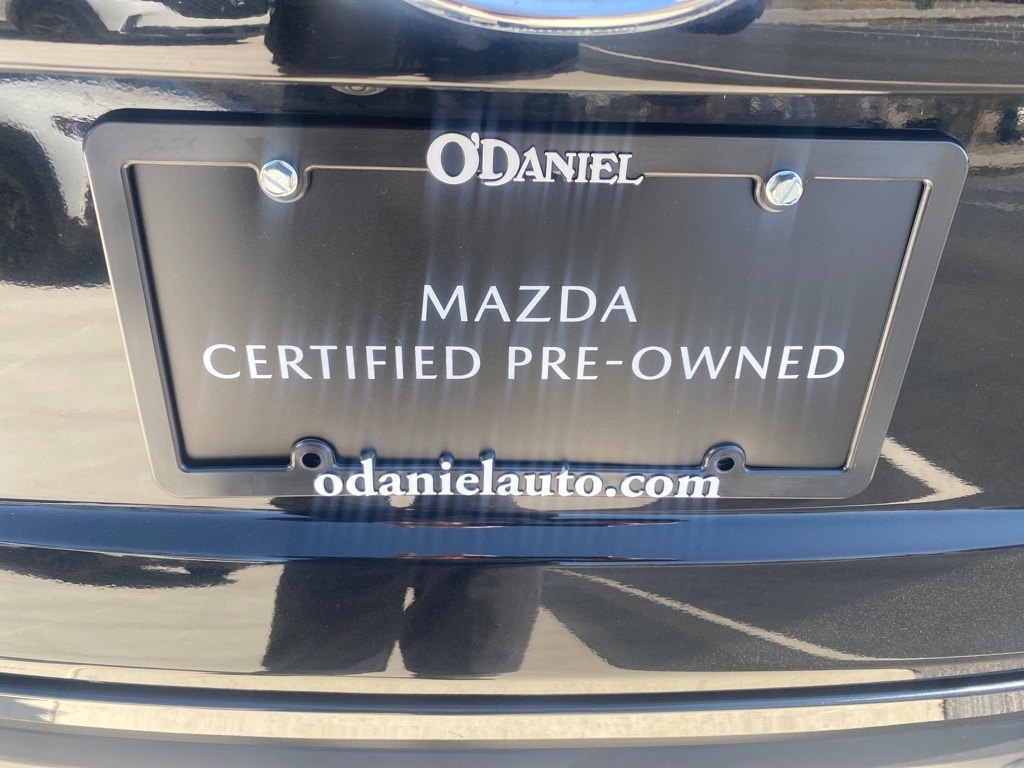 O'DANIEL
MAZDA
CERTIFIED PRE-OWNED
odanielauto.com